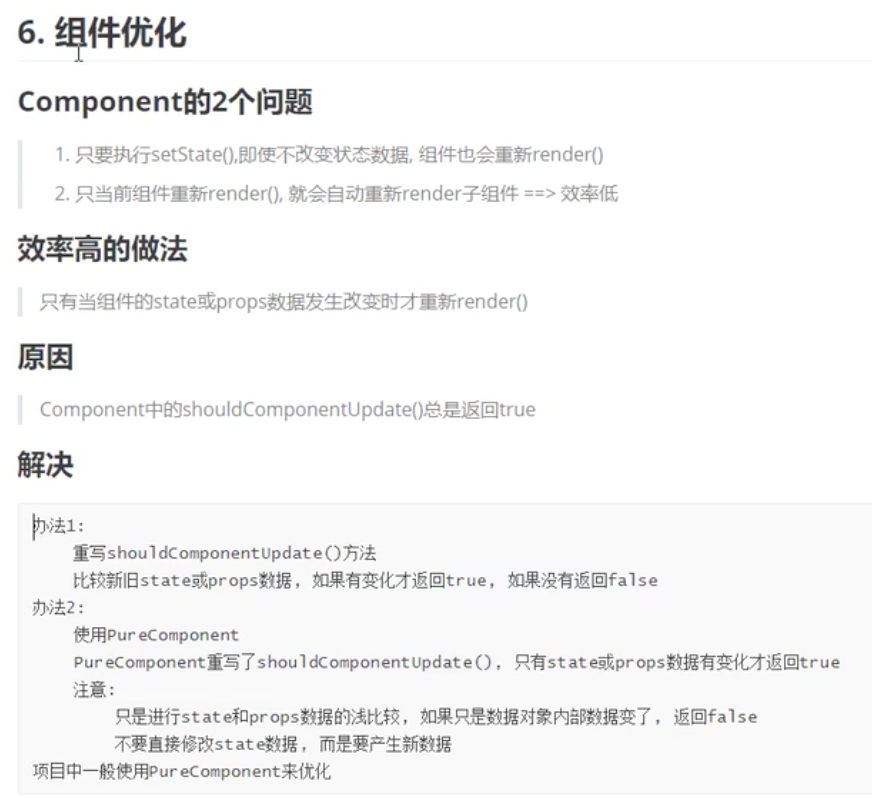 6. 组件优化
Component的2个问题
1. 只要执行setState(),即使不改变状态数据, 组件也会重新render()
2. 只当前组件重新render(), 就会自动重新render子组件 ==> 效率低
效率高的做法
只有当组件的state或props数据发生改变时才重新render()
原因
Component中的shouldComponentUpdate()总是返回true
解决
办法1:
重写shouldComponentUpdate()方法
比较新旧state或props数据, 如果有变化才返回true, 如果没有返回false
办法2:
使用PureComponent
PureComponent重写了shouldComponentUpdate(), 只有state或props数据有变化才返回true
注意:
只是进行state和props数据的浅比较, 如果只是数据对象内部数据变了, 返回false
不要直接修改state数据, 而是要产生新数据
项目中一般使用PureComponent来优化